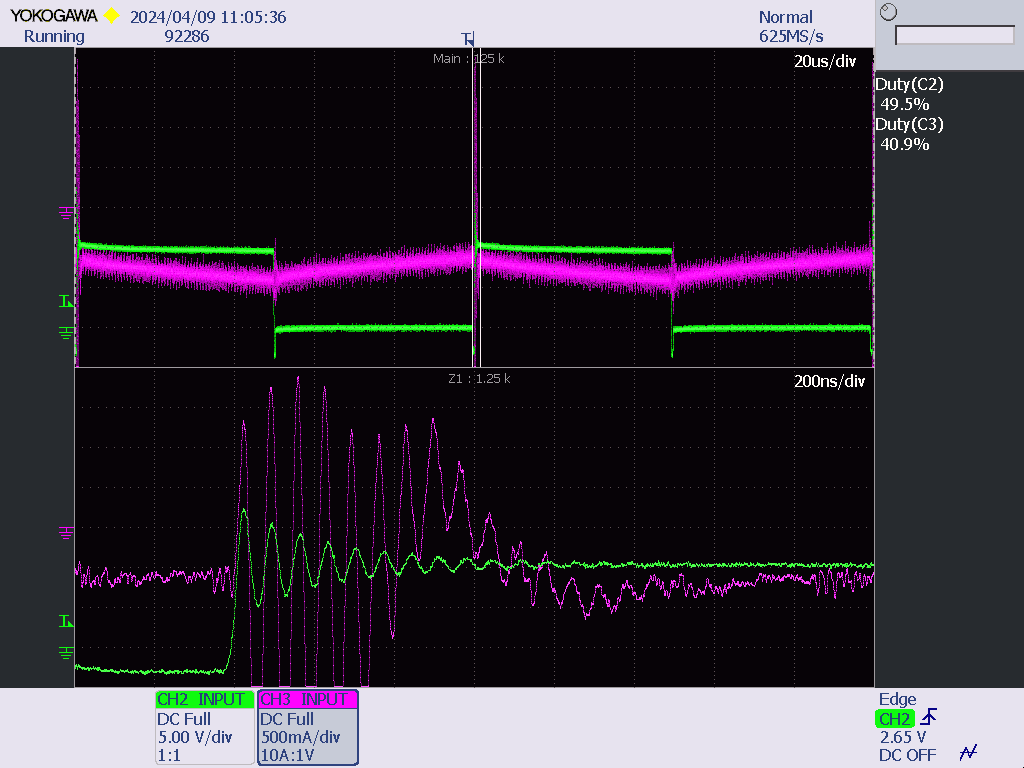 YOKOGAWA 2024/04/09 11:05:36
Running 92286
Normal
625MS/s
T
Main : 125 k
20us/div
Duty(C2)
49.5%
Duty(C3)
40.9%
T
Z1 : 1.25 k
200ns/div
T
CH2 INPUT
DC Full
5.00 V/div
1:1
CH3 INPUT
DC Full
500mA/div
10A:1V
Edge
CH2
2.65 V
DC OFF